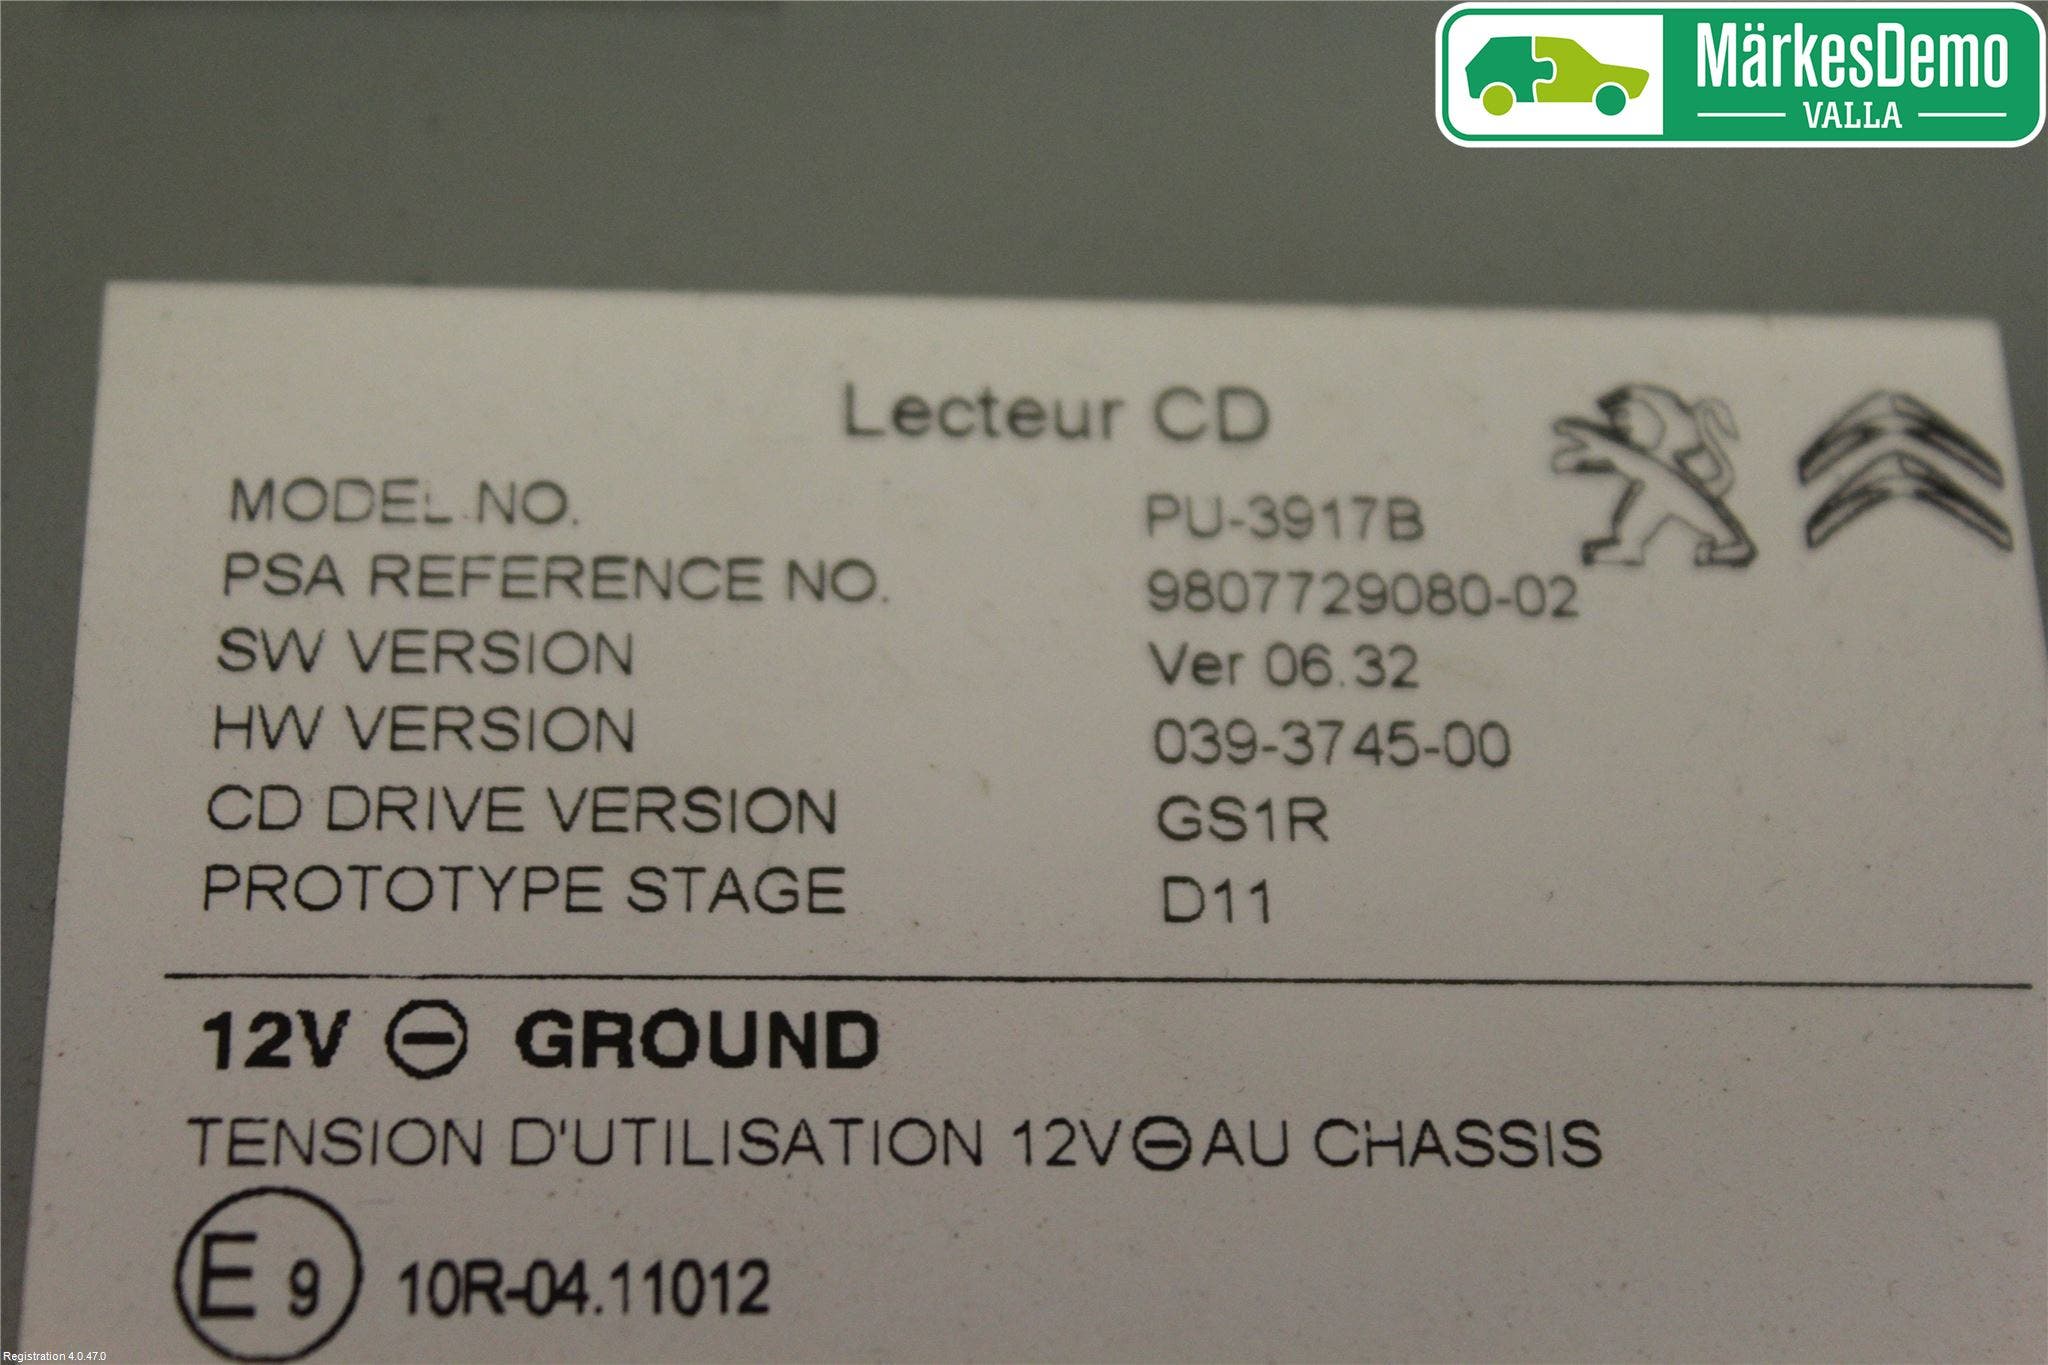 MärkesDemo
VALLA
Lecteur CD
MODEL NO. PU-3917B
PSA REFERENCE NO. 9807729080-02
SW VERSION Ver 06.32
HW VERSION 039-3745-00
CD DRIVE VERSION GS1R
PROTOTYPE STAGE D11
12V ⊖ GROUND
TENSION D'UTILISATION 12V⊖AU CHASSIS
E9 10R-04.11012
Registration 4.0.47.0